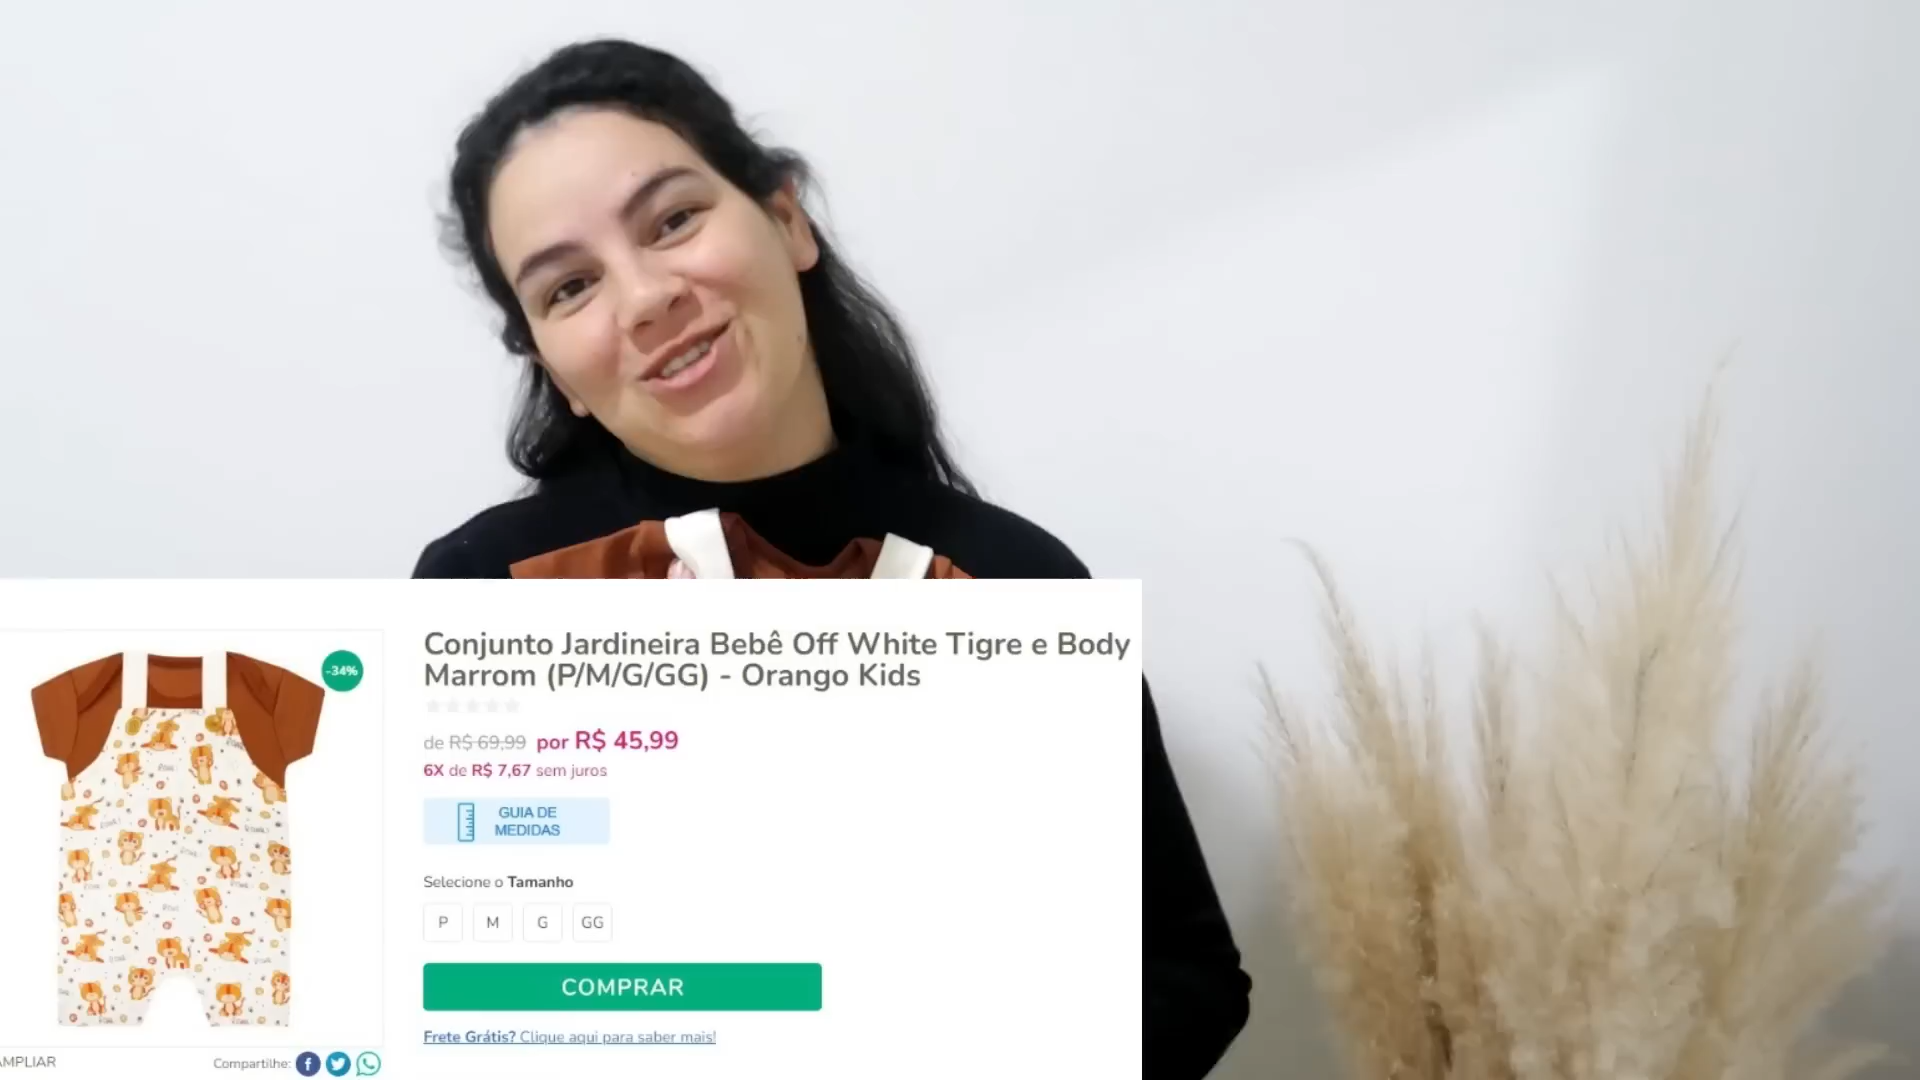 Conjunto Jardineira Bebê Off White Tigre e Body
Marrom (P/M/G/GG) - Orango Kids
-34%
de R$ 69,99 por R$ 45,99
6X de R$ 7,67 sem juros
GUIA DE
MEDIDAS
Selecione o Tamanho
P M G GG
COMPRAR
Frete Grátis? Clique aqui para saber mais!
AMPLIAR
Compartilhe: